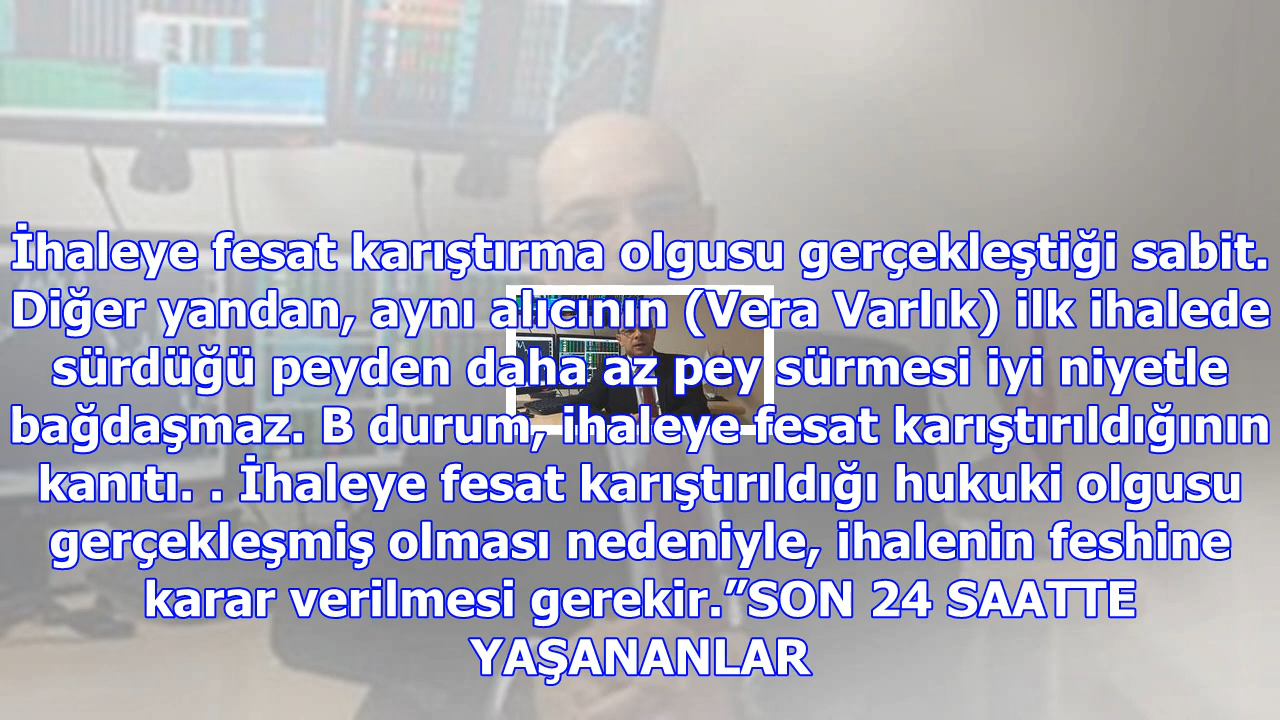 İhaleye fesat karıştırma olgusu gerçekleştiği sabit.
Diğer yandan, aynı alıcının (Vera Varlık) ilk ihalede
sürdüğü peyden daha az pey sürmesi iyi niyetle
bağdaşmaz. B durum, ihaleye fesat karıştırıldığının
kanıtı. . İhaleye fesat karıştırıldığı hukuki olgusu
gerçekleşmiş olması nedeniyle, ihalenin feshine
karar verilmesi gerekir.”SON 24 SAATTE
YAŞANANLAR